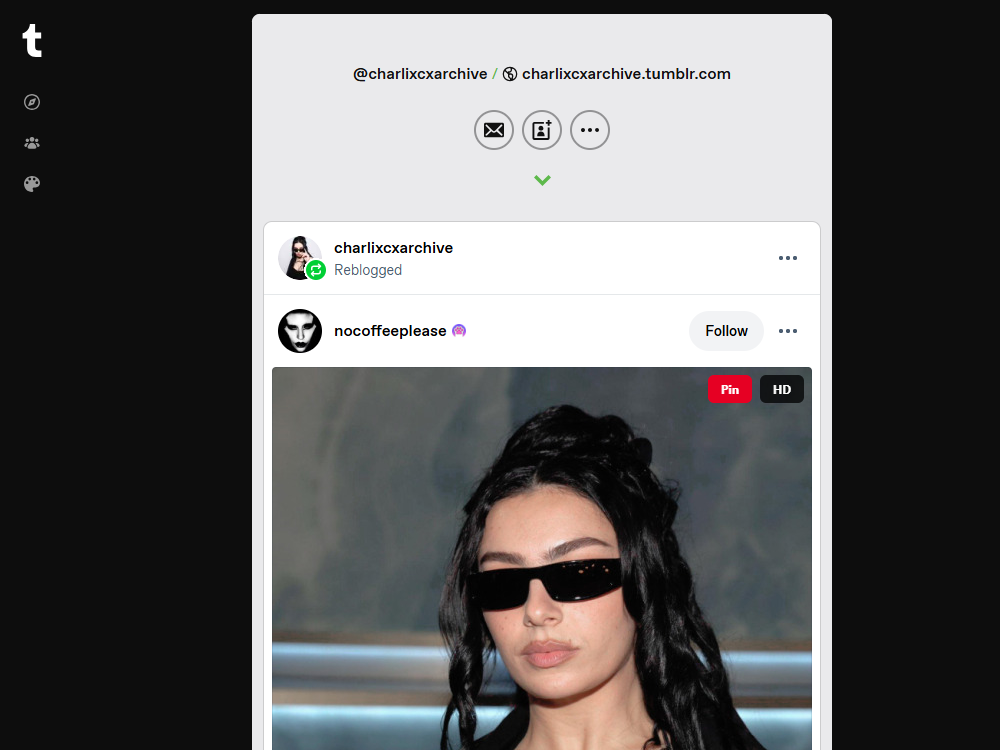 t
@charlixcxarchive / charlixcxarchive.tumblr.com
charlixcxarchive
Reblogged
nocoffeeplease
Follow
Pin
HD